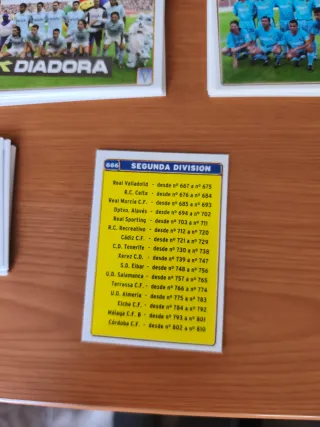 DIADORA
666 SEGUNDA DIVISION
Real Valladolid - desde nº 667 a nº 675
R.C. Celta - desde nº 676 a nº 684
Real Murcia C.F. - desde nº 685 a nº 693
Dptvo. Alavés - desde nº 694 a nº 702
Real Sporting - desde nº 703 a nº 711
R.C. Recreativo - desde nº 712 a nº 720
Cádiz C.F. - desde nº 721 a nº 729
C.D. Tenerife - desde nº 730 a nº 738
Xerez C.D. - desde nº 739 a nº 747
S.D. Eibar - desde nº 748 a nº 756
U.D. Salamanca - desde nº 757 a nº 765
Terrassa C.F. - desde nº 766 a nº 774
U.D. Almería - desde nº 775 a nº 783
Elche C.F. - desde nº 784 a nº 792
Málaga C.F. B - desde nº 793 a nº 801
Córdoba C.F. - desde nº 802 a nº 810